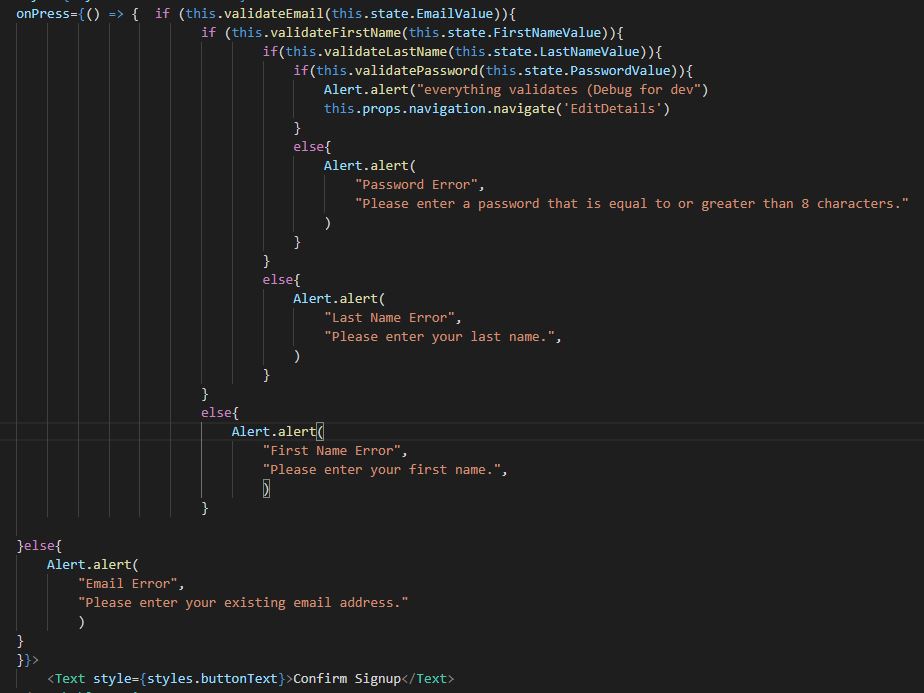 onPress={() => {  if (this.validateEmail(this.state.EmailValue)){
if (this.validateFirstName(this.state.FirstNameValue)){
if(this.validateLastName(this.state.LastNameValue)){
if(this.validatePassword(this.state.PasswordValue)){
Alert.alert("everything validates (Debug for dev")
this.props.navigation.navigate('EditDetails')
}
else{
Alert.alert(
"Password Error",
"Please enter a password that is equal to or greater than 8 characters."
)
}
}
else{
Alert.alert(
"Last Name Error",
"Please enter your last name.",
)
}
}
else{
Alert.alert(
"First Name Error",
"Please enter your first name.",
)
}
}else{
Alert.alert(
"Email Error",
"Please enter your existing email address."
)
}
}}>
<Text style={styles.buttonText}>Confirm Signup</Text>